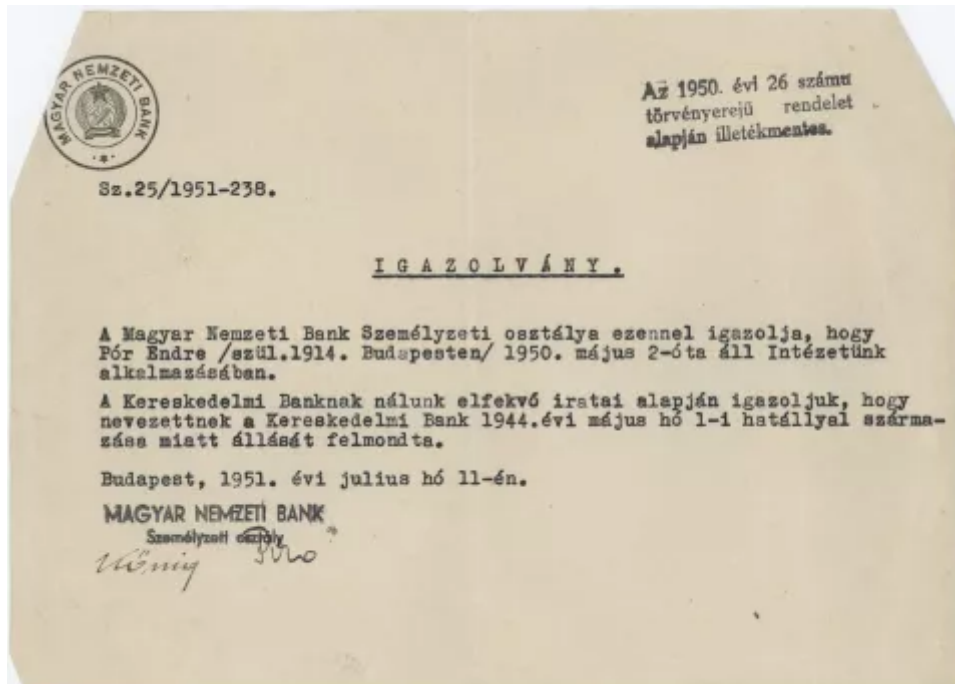 MAGYAR NEMZETI BANK
Az 1950. évi 26 számu
törvényerejü rendelet
alapján illetékmentes.
Sz.25/1951-238.
IGAZOLVÁNY.
A Magyar Nemzeti Bank Személyzeti osztálya ezennel igazolja, hogy
Pór Endre /szül.1914. Budapesten/ 1950. május 2-óta áll Intézetünk
alkalmazásában.
A Kereskedelmi Banknak nálunk elfekvő iratai alapján igazoljuk, hogy
nevezettnek a Kereskedelmi Bank 1944.évi május hó 1-i hatállyal szárma-
zása miatt állását felmondta.
Budapest, 1951. évi julius hó 11-én.
MAGYAR NEMZETI BANK
Személyzeti osztály
König